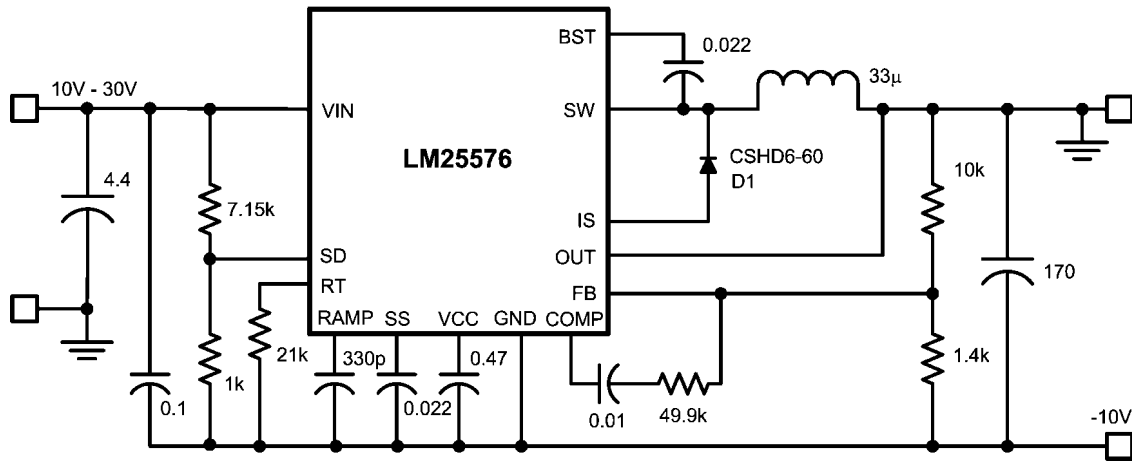 BST
0.022
33μ
10V - 30V
VIN
SW
LM25576
CSHD6-60
D1
10k
4.4
7.15k
IS
SD
OUT
170
RT
FB
RAMP
SS
VCC
GND
COMP
21k
330p
0.47
1.4k
1k
0.1
0.022
0.01
49.9k
-10V